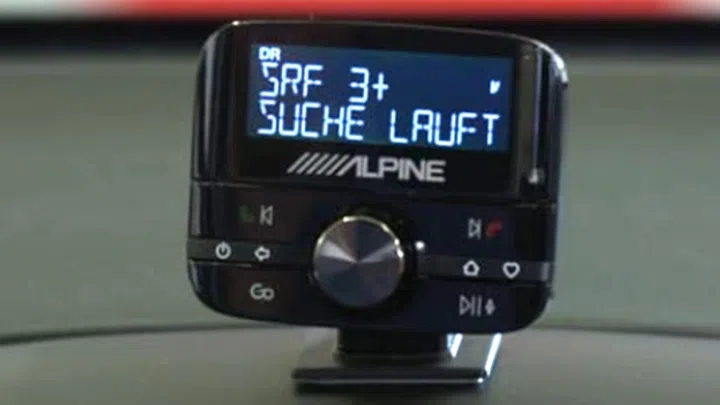 DR
SRF 3+
SUCHE LAUFT
ALPINE
Go